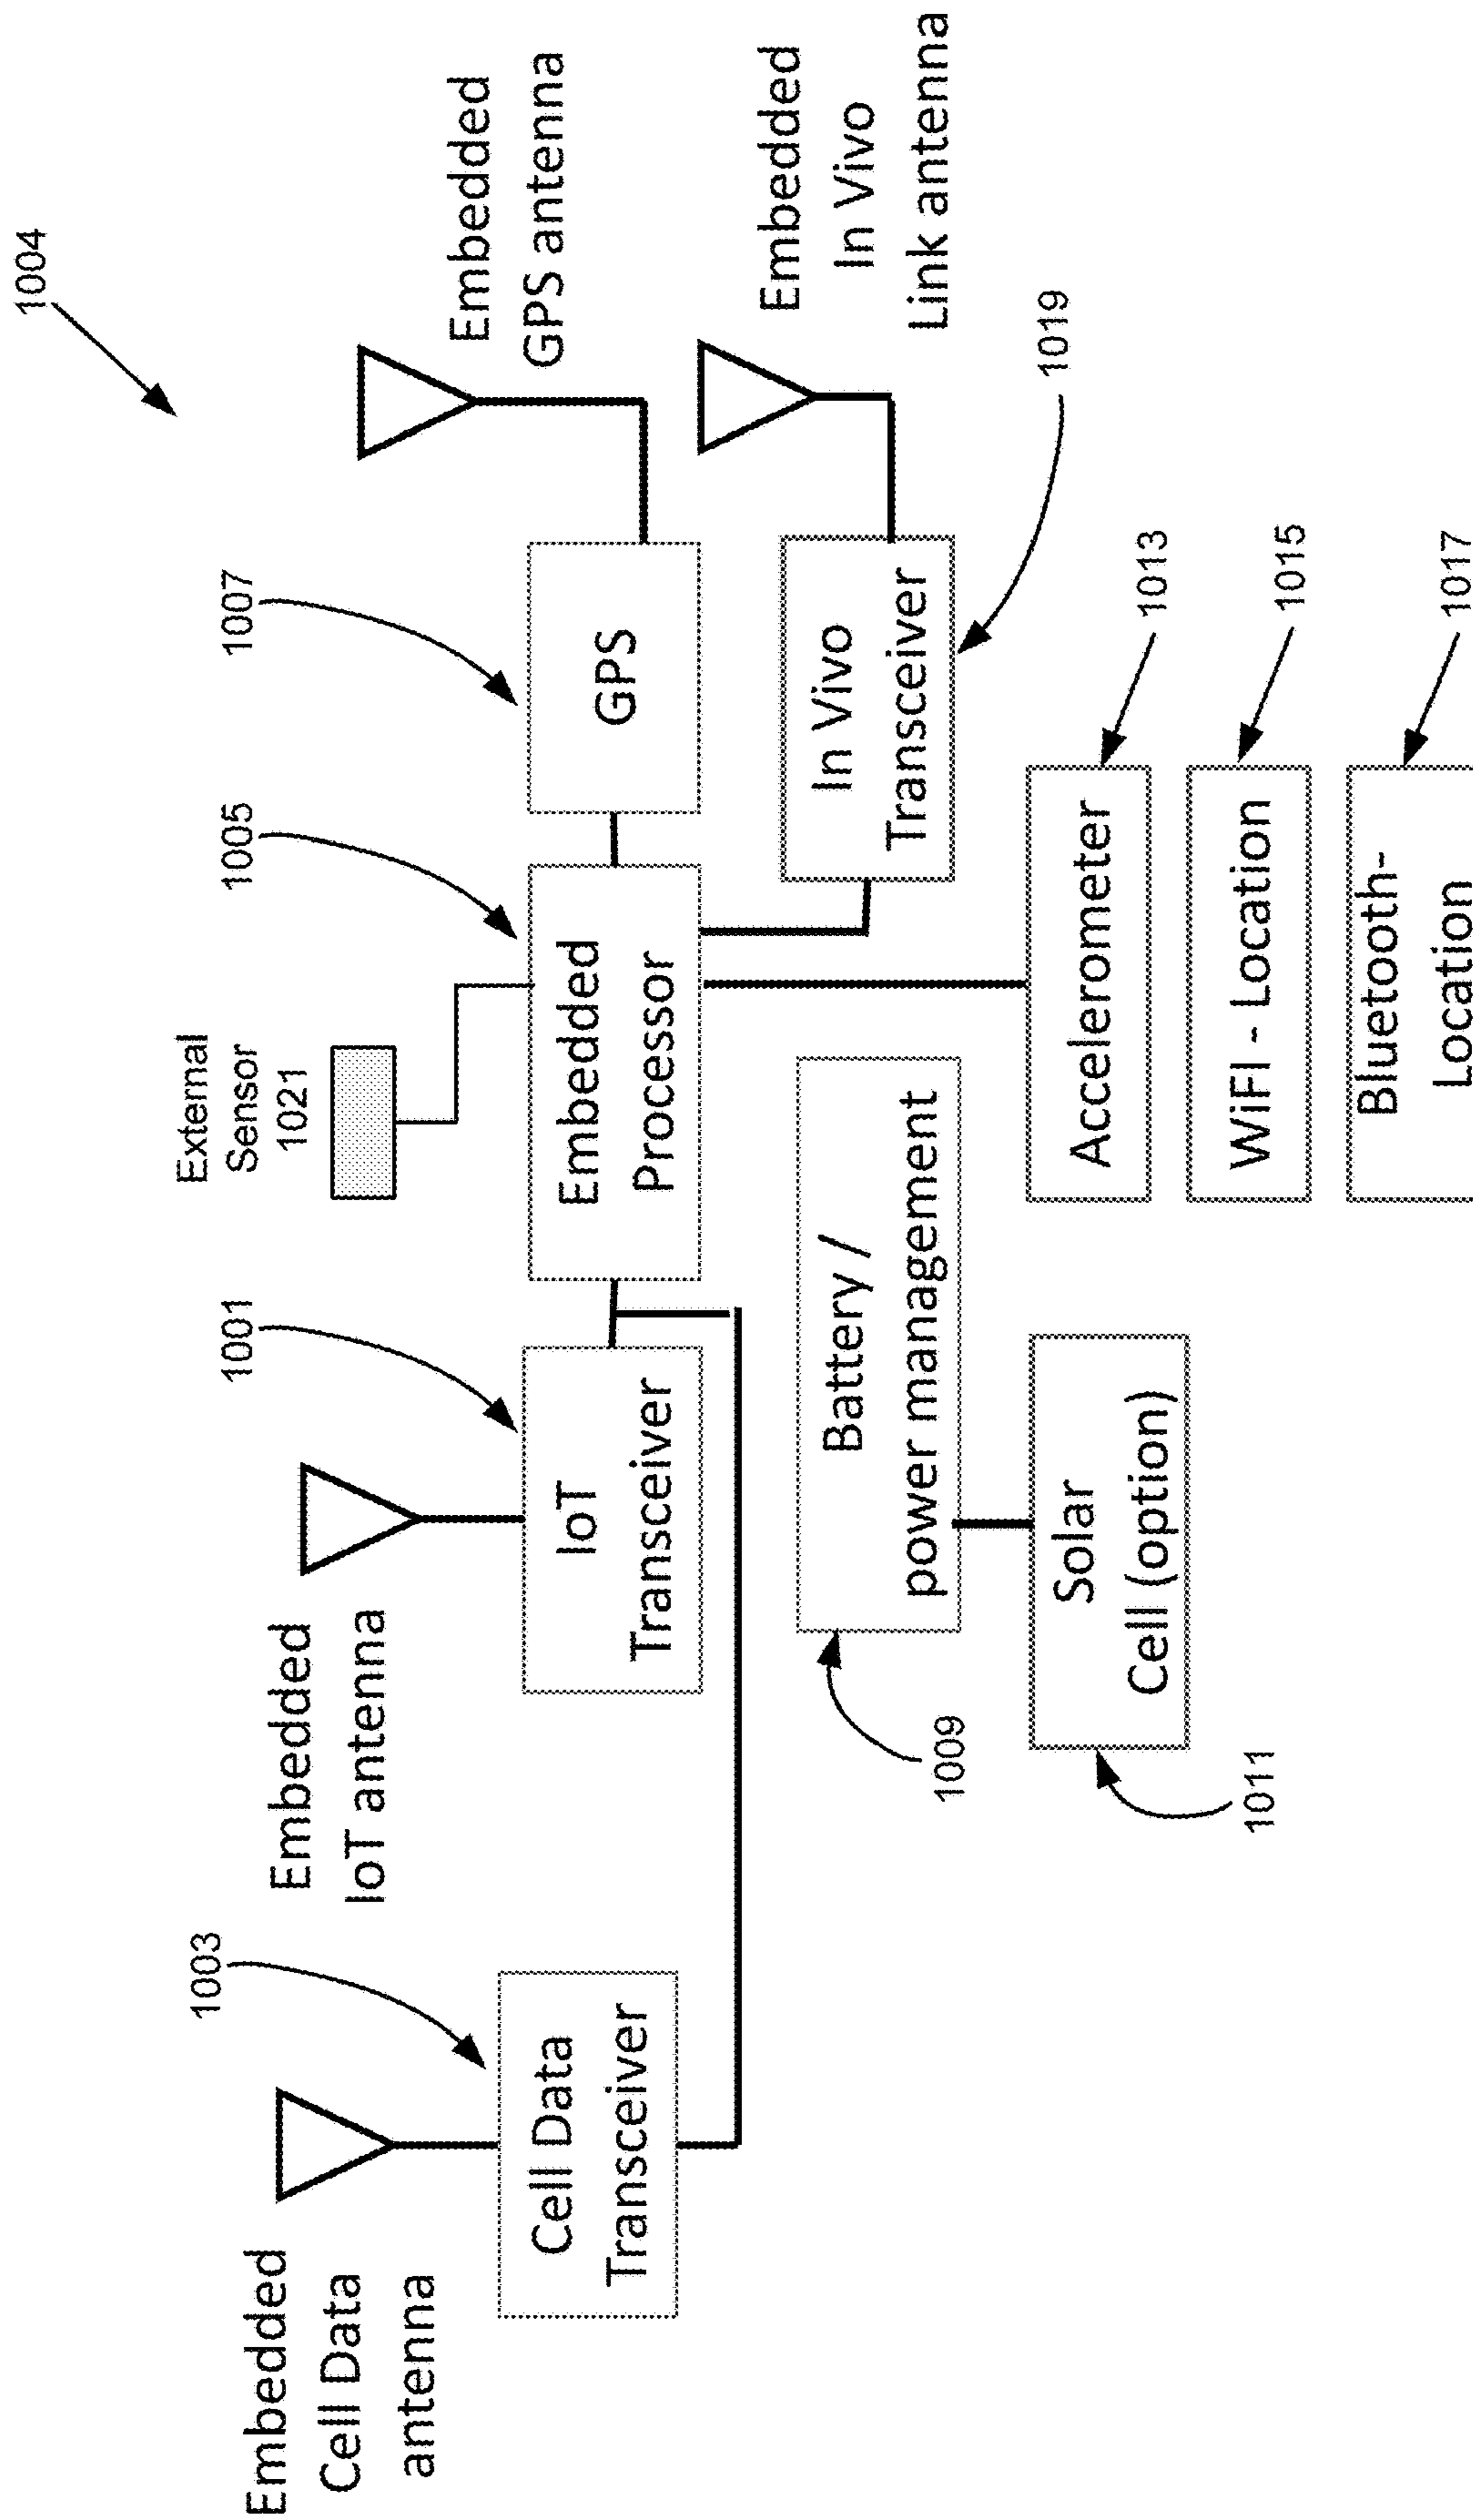 1004
External
Sensor
1021
1003
1001
1005
1007
Embedded
Cell Data
antenna
Embedded
IoT antenna
Embedded
GPS antenna
Cell Data
Transceiver
IoT
Transceiver
Embedded
Processor
GPS
Embedded
In Vivo
Link antenna
Battery /
power management
In Vivo
Transceiver
1009
1019
Solar
Cell (option)
1011
Accelerometer
1013
WiFI - Location
1015
Bluetooth-
Location
1017